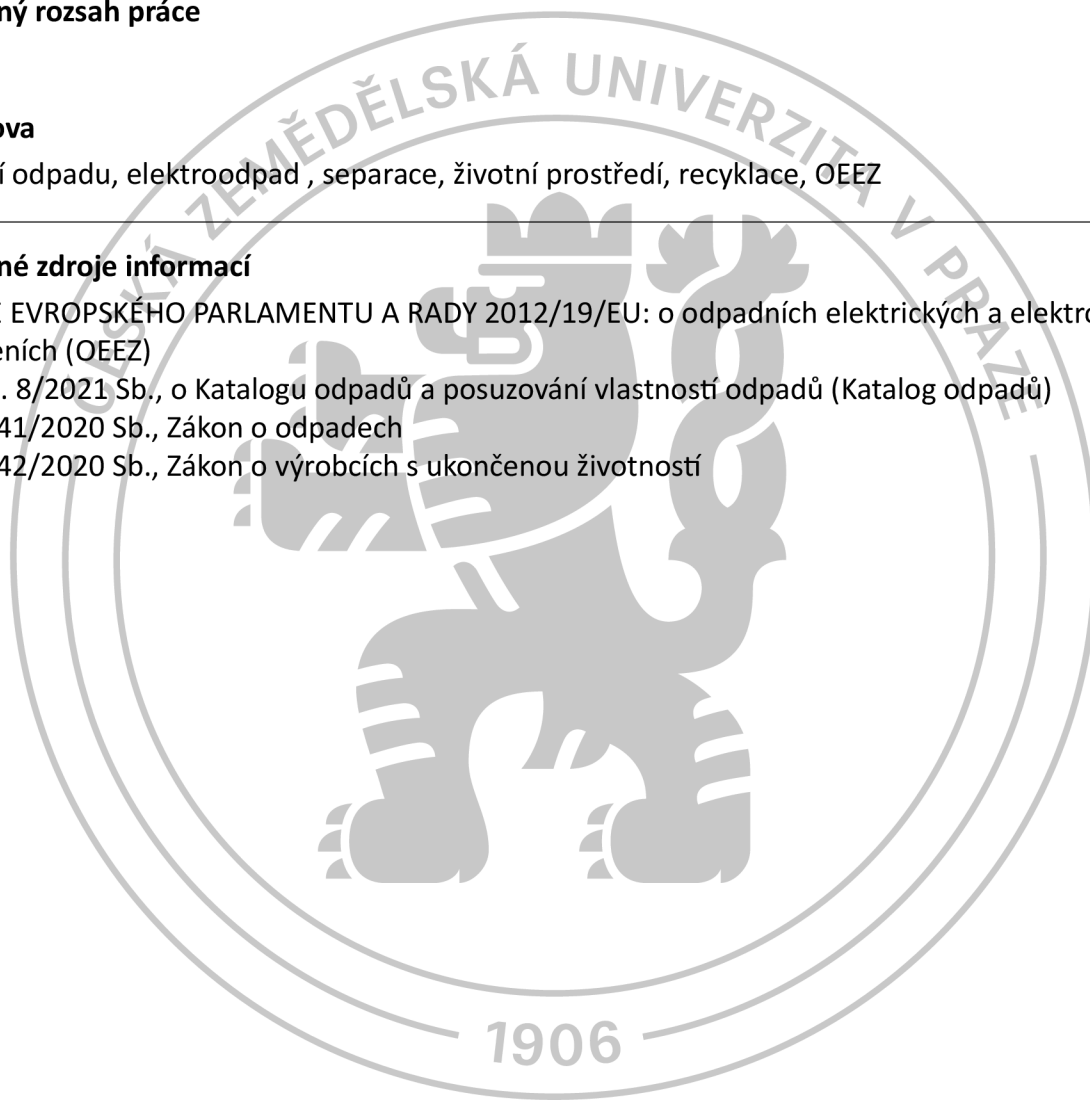 ný rozsah práce
ova
í odpadu, elektroodpad , separace, životní prostředí, recyklace, OEEZ
né zdroje informací
E EVROPSKÉHO PARLAMENTU A RADY 2012/19/EU: o odpadních elektrických a elektro
eních (OEEZ)
. 8/2021 Sb., o Katalogu odpadů a posuzování vlastností odpadů (Katalog odpadů)
41/2020 Sb., Zákon o odpadech
42/2020 Sb., Zákon o výrobcích s ukončenou životností
ČESKÁ ZEMĚDĚLSKÁ UNIVERZITA V PRAZE
1906